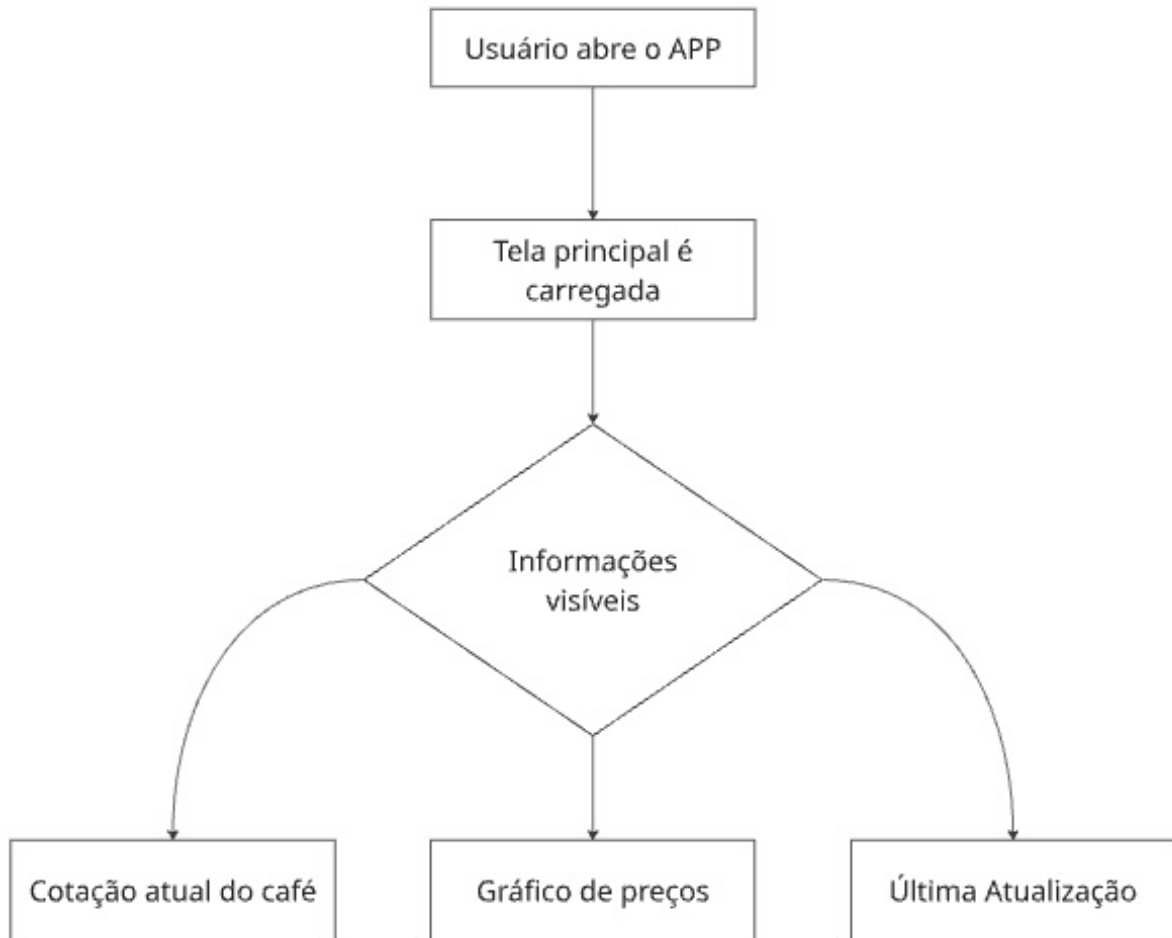 Usuário abre o APP
Tela principal é
carregada
Informações
visíveis
Cotação atual do café
Gráfico de preços
Última Atualização